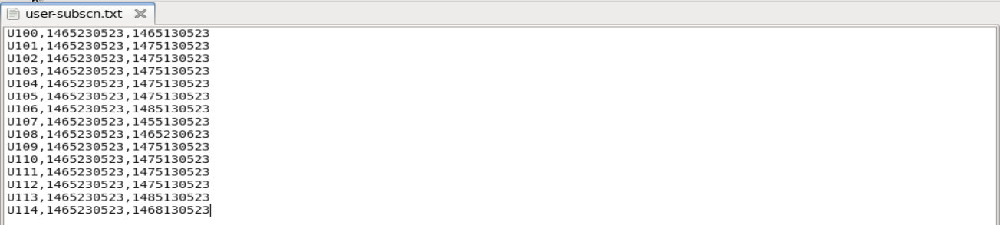 user-subscn.txt
U100,1465230523,1465130523
U101,1465230523,1475130523
U102,1465230523,1475130523
U103,1465230523,1475130523
U104,1465230523,1475130523
U105,1465230523,1475130523
U106,1465230523,1485130523
U107,1465230523,1455130523
U108,1465230523,1465230623
U109,1465230523,1475130523
U110,1465230523,1475130523
U111,1465230523,1475130523
U112,1465230523,1475130523
U113,1465230523,1485130523
U114,1465230523,1468130523